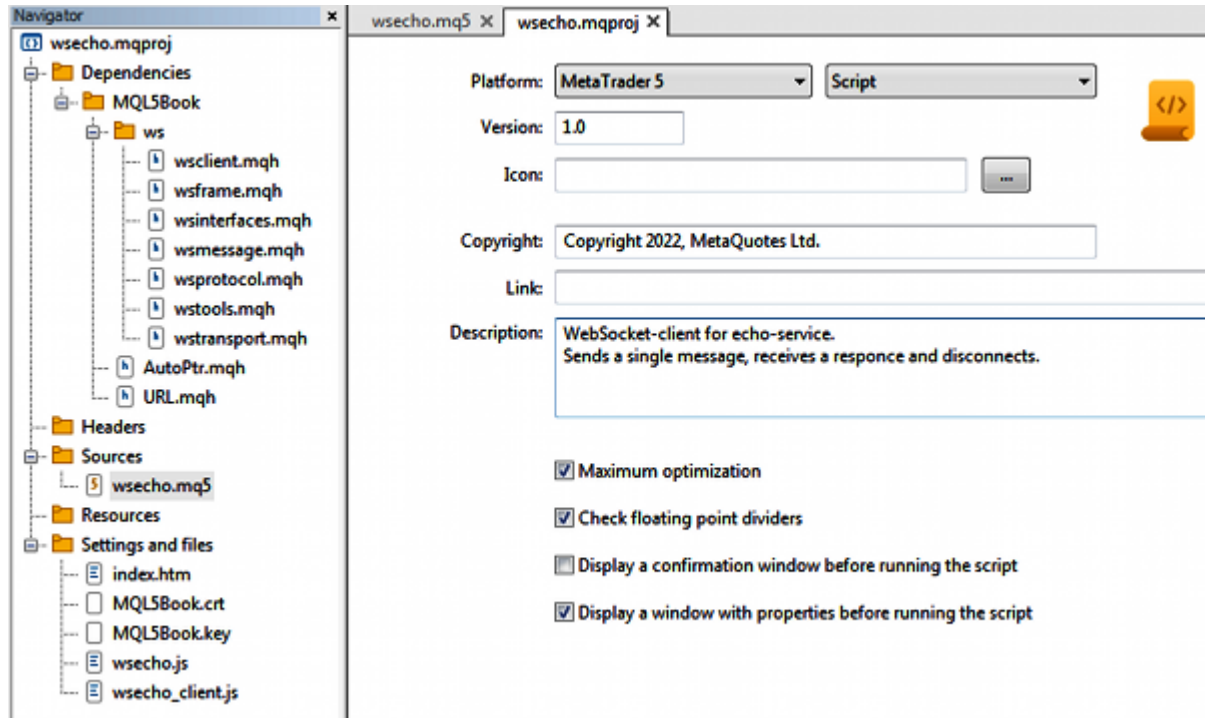 Navigator
wsecho.mqproj
Dependencies
MQL5Book
ws
wsclient.mqh
wsframe.mqh
wsinterfaces.mqh
wsmessage.mqh
wsprotocol.mqh
wstools.mqh
wstransport.mqh
AutoPtr.mqh
URL.mqh
Headers
Sources
wsecho.mq5
Resources
Settings and files
index.htm
MQL5Book.crt
MQL5Book.key
wsecho.js
wsecho_client.js
wsecho.mq5 wsecho.mqproj
Platform: MetaTrader 5 Script
Version: 1.0
Icon: ...
Copyright: Copyright 2022, MetaQuotes Ltd.
Link:
Description: WebSocket-client for echo-service.
Sends a single message, receives a responce and disconnects.
Maximum optimization
Check floating point dividers
Display a confirmation window before running the script
Display a window with properties before running the script